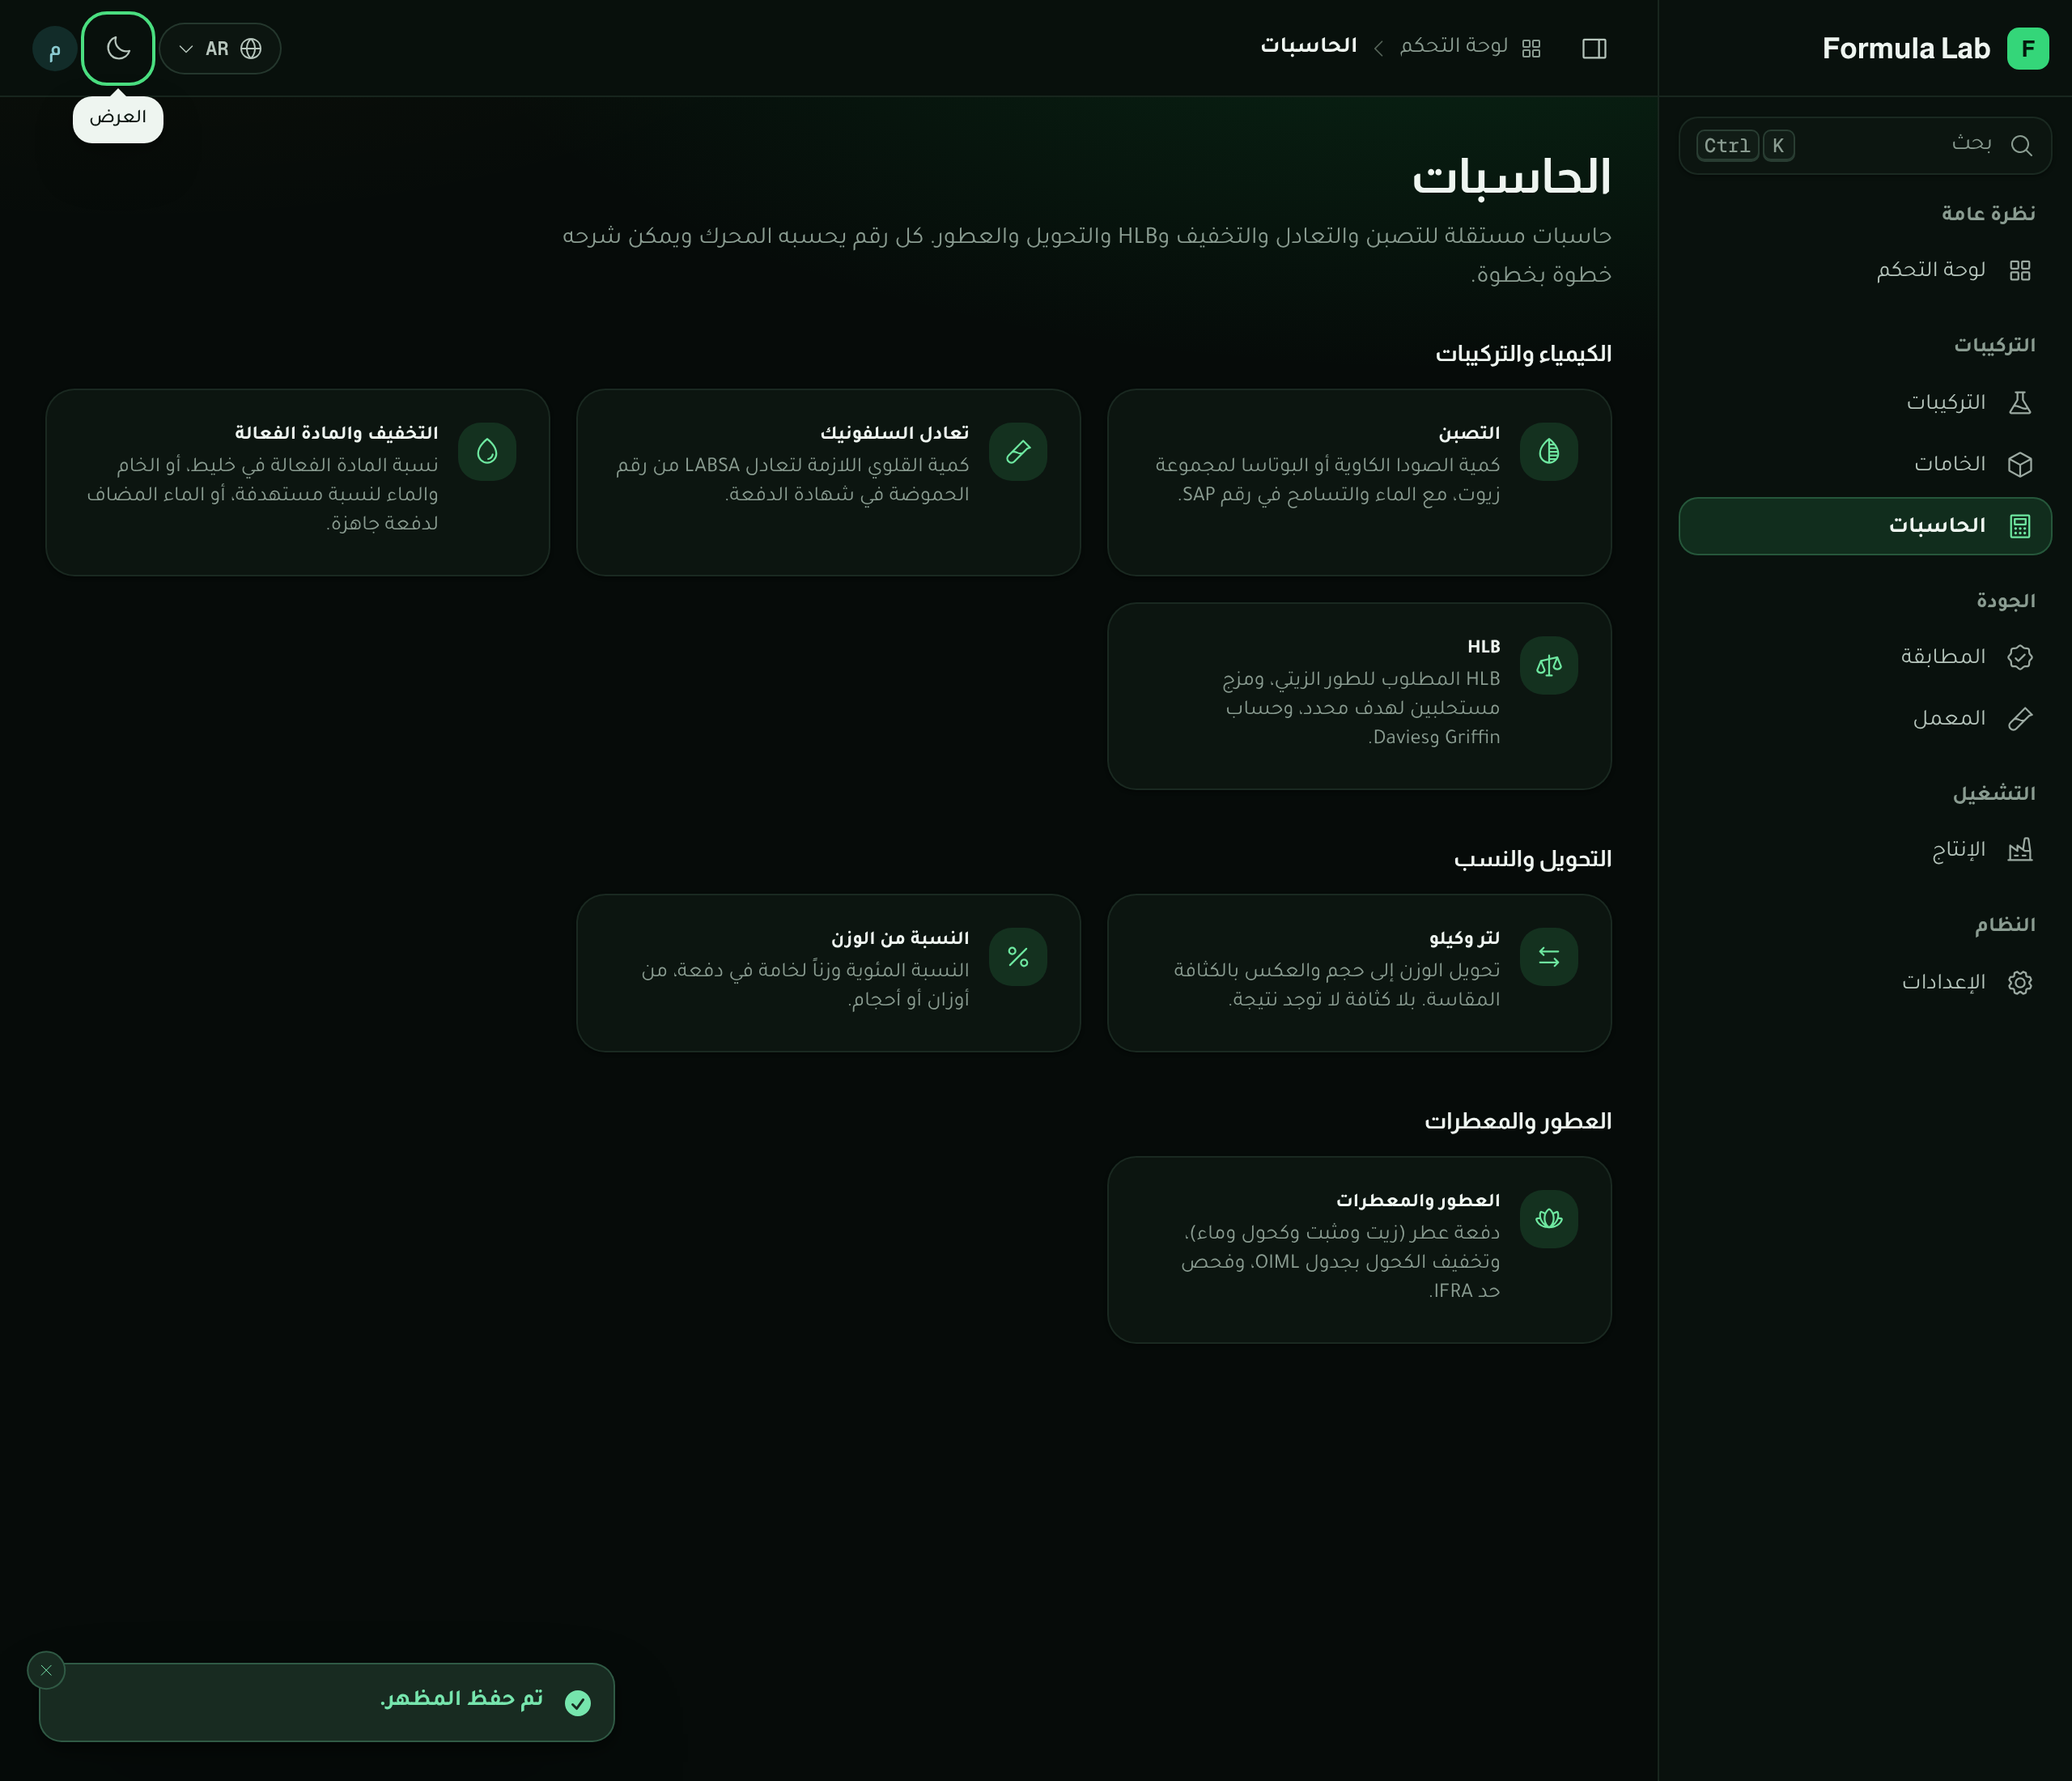 F Formula Lab
لوحة التحكم
الحاسبات
AR
م
العرض
بحث
Ctrl K
نظرة عامة
لوحة التحكم
التركيبات
التركيبات
الخامات
الحاسبات
الجودة
المطابقة
المعمل
التشغيل
الإنتاج
النظام
الإعدادات
الحاسبات
حاسبات مستقلة للتصبن والتعادل والتخفيف وHLB والتحويل والعطور. كل رقم يحسبه المحرك ويمكن شرحه
خطوة بخطوة.
الكيمياء والتركيبات
التصبن
كمية الصودا الكاوية أو البوتاسا لمجموعة
زيوت، مع الماء والتسامح في رقم SAP.
تعادل السلفونيك
كمية القلوي اللازمة لتعادل LABSA من رقم
الحموضة في شهادة الدفعة.
التخفيف والمادة الفعالة
نسبة المادة الفعالة في خليط، أو الخام
والماء لنسبة مستهدفة، أو الماء المضاف
لدفعة جاهزة.
HLB
HLB المطلوب للطور الزيتي، ومزج
مستحلبين لهدف محدد، وحساب
Griffin وDavies.
التحويل والنسب
لتر وكيلو
تحويل الوزن إلى حجم والعكس بالكثافة
المقاسة. بلا كثافة لا توجد نتيجة.
النسبة من الوزن
النسبة المئوية وزناً لخامة في دفعة، من
أوزان أو أحجام.
العطور والمعطرات
العطور والمعطرات
دفعة عطر (زيت ومثبت وكحول وماء)،
وتخفيف الكحول بجدول OIML، وفحص
حد IFRA.
تم حفظ المظهر.